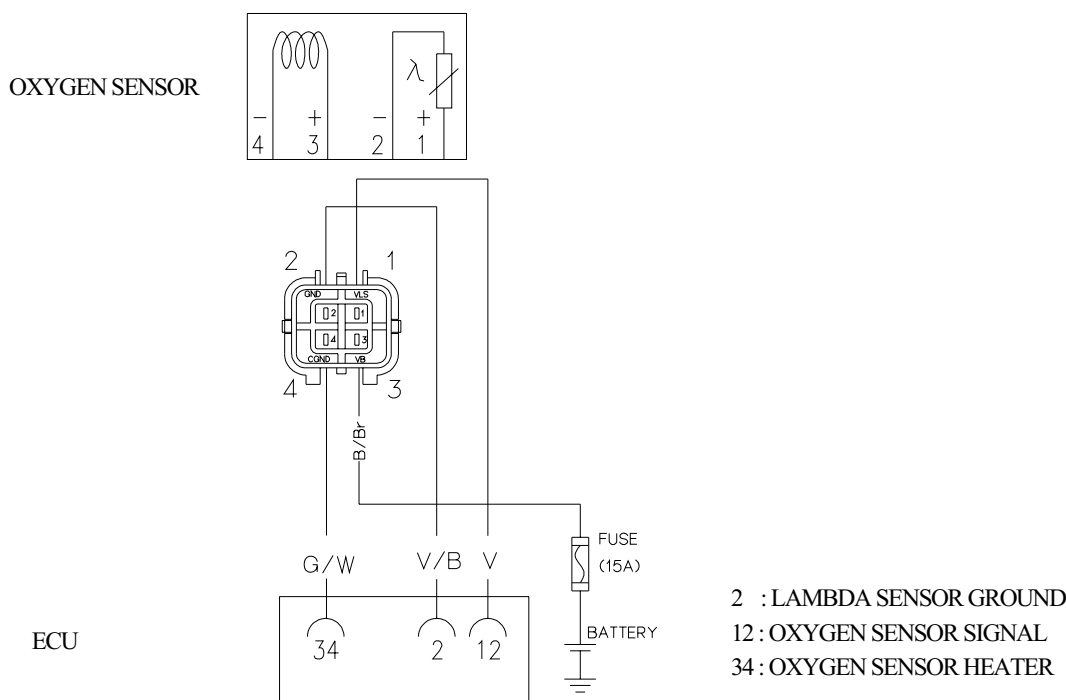 OXYGEN SENSOR
λ
− + − +
4 3 2 1
2 1
GND VLS
2 1
4 3
CGND VB
4 3
B/Br
FUSE
(15A)
G/W V/B V
BATTERY
34 2 12
ECU
2 : LAMBDA SENSOR GROUND
12 : OXYGEN SENSOR SIGNAL
34 : OXYGEN SENSOR HEATER